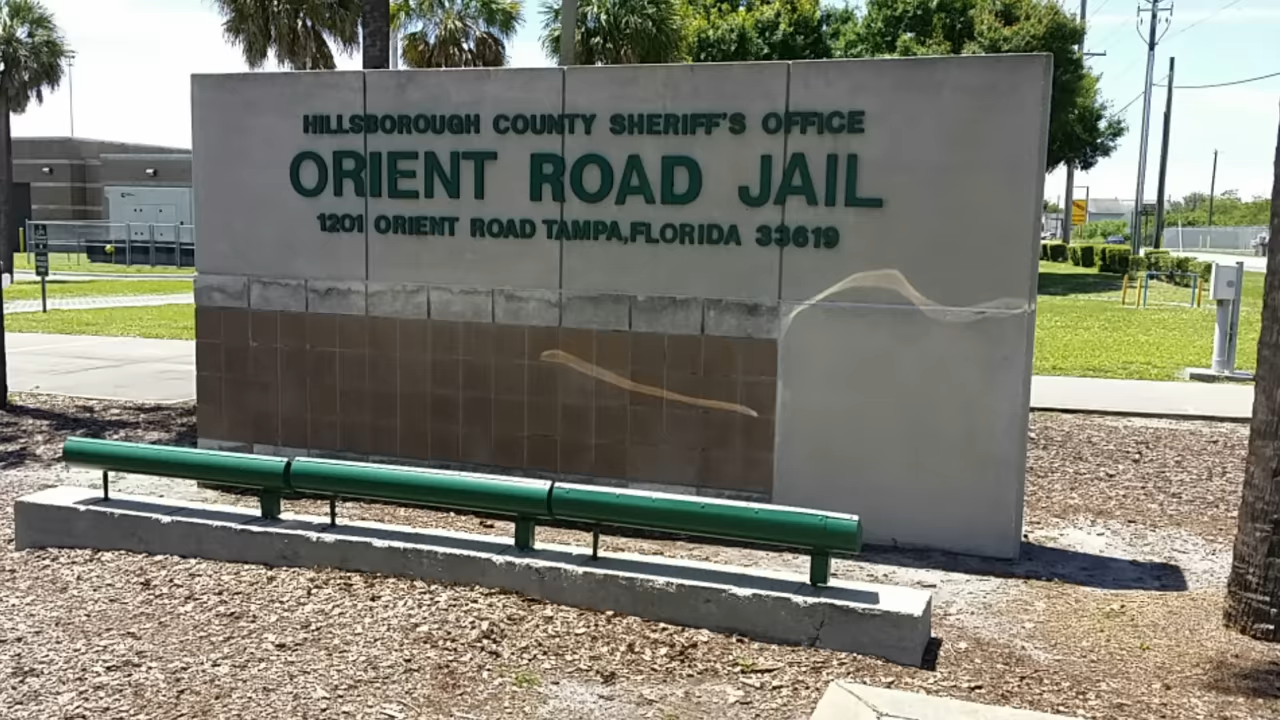 HILLSBOROUGH COUNTY SHERIFF'S OFFICE
ORIENT ROAD JAIL
1201 ORIENT ROAD TAMPA,FLORIDA 33619